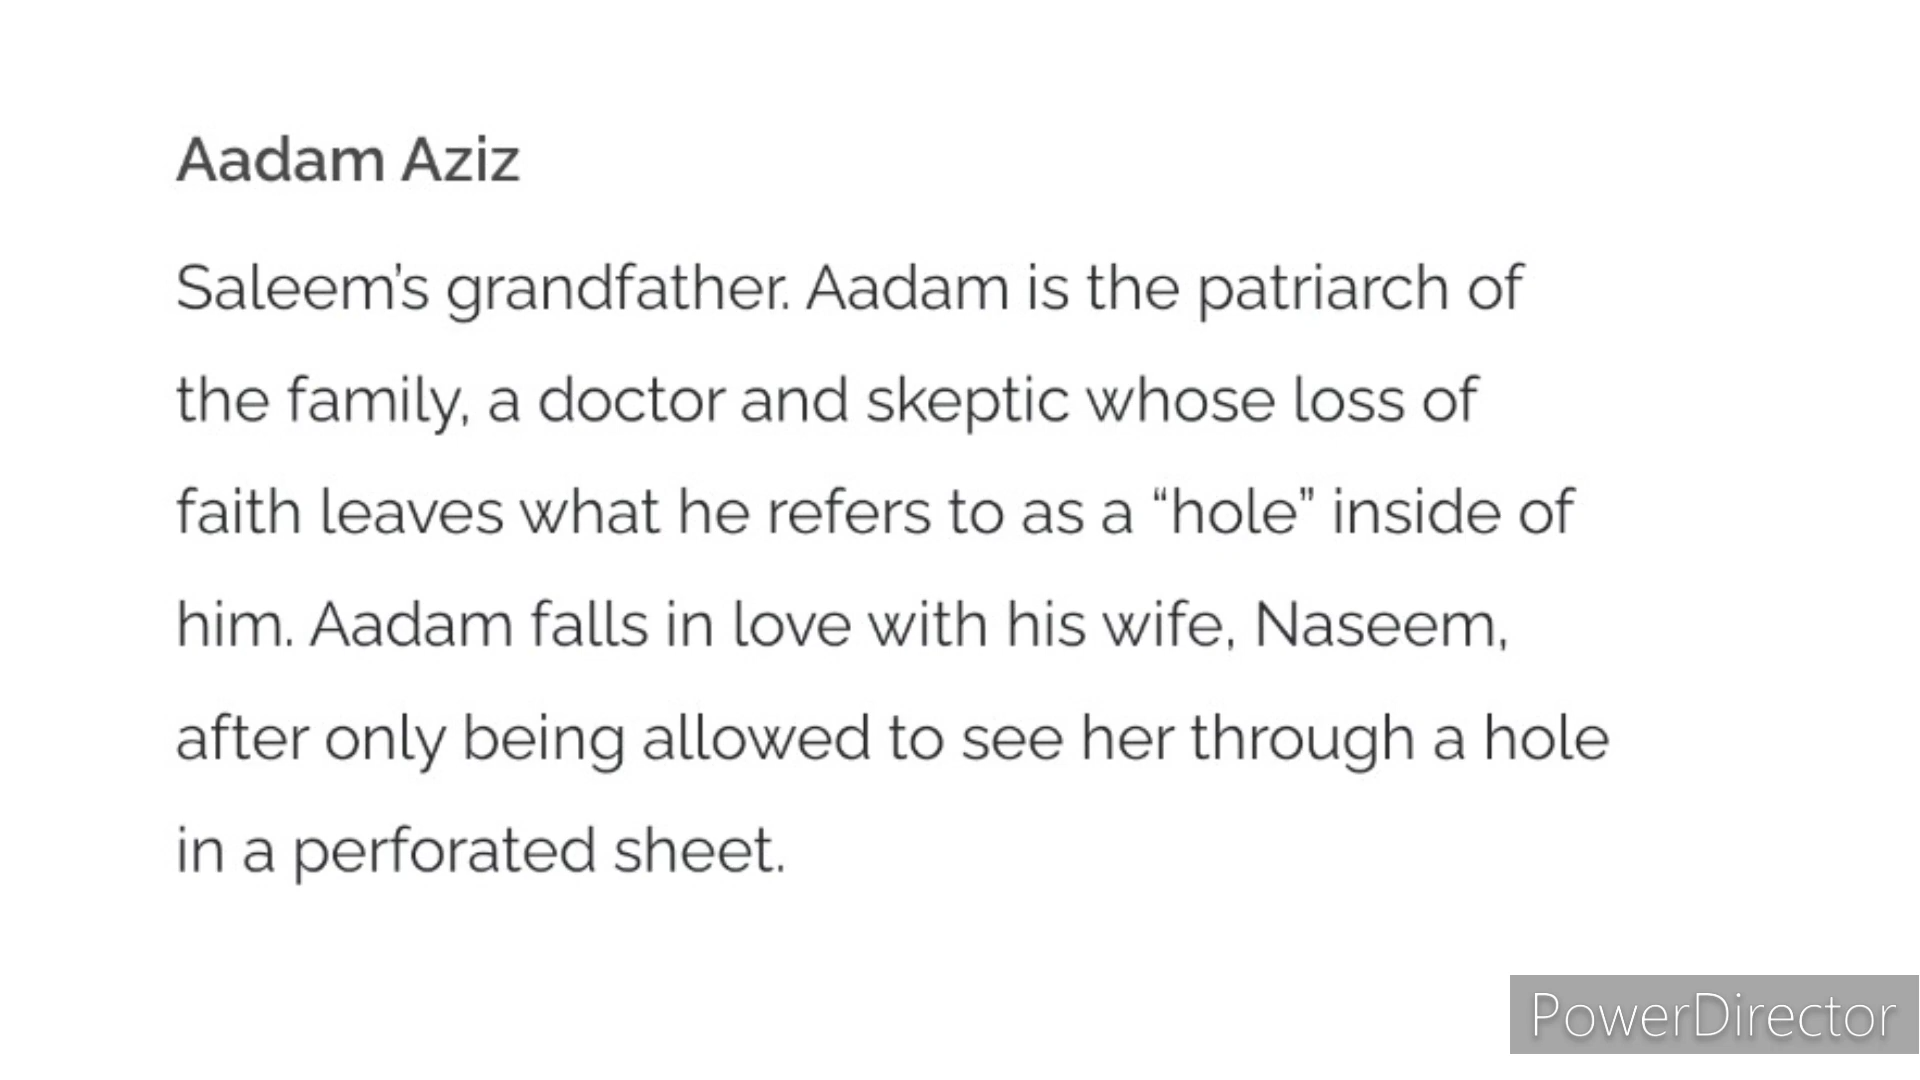 Aadam Aziz
Saleem’s grandfather. Aadam is the patriarch of
the family, a doctor and skeptic whose loss of
faith leaves what he refers to as a “hole” inside of
him. Aadam falls in love with his wife, Naseem,
after only being allowed to see her through a hole
in a perforated sheet.
PowerDirector